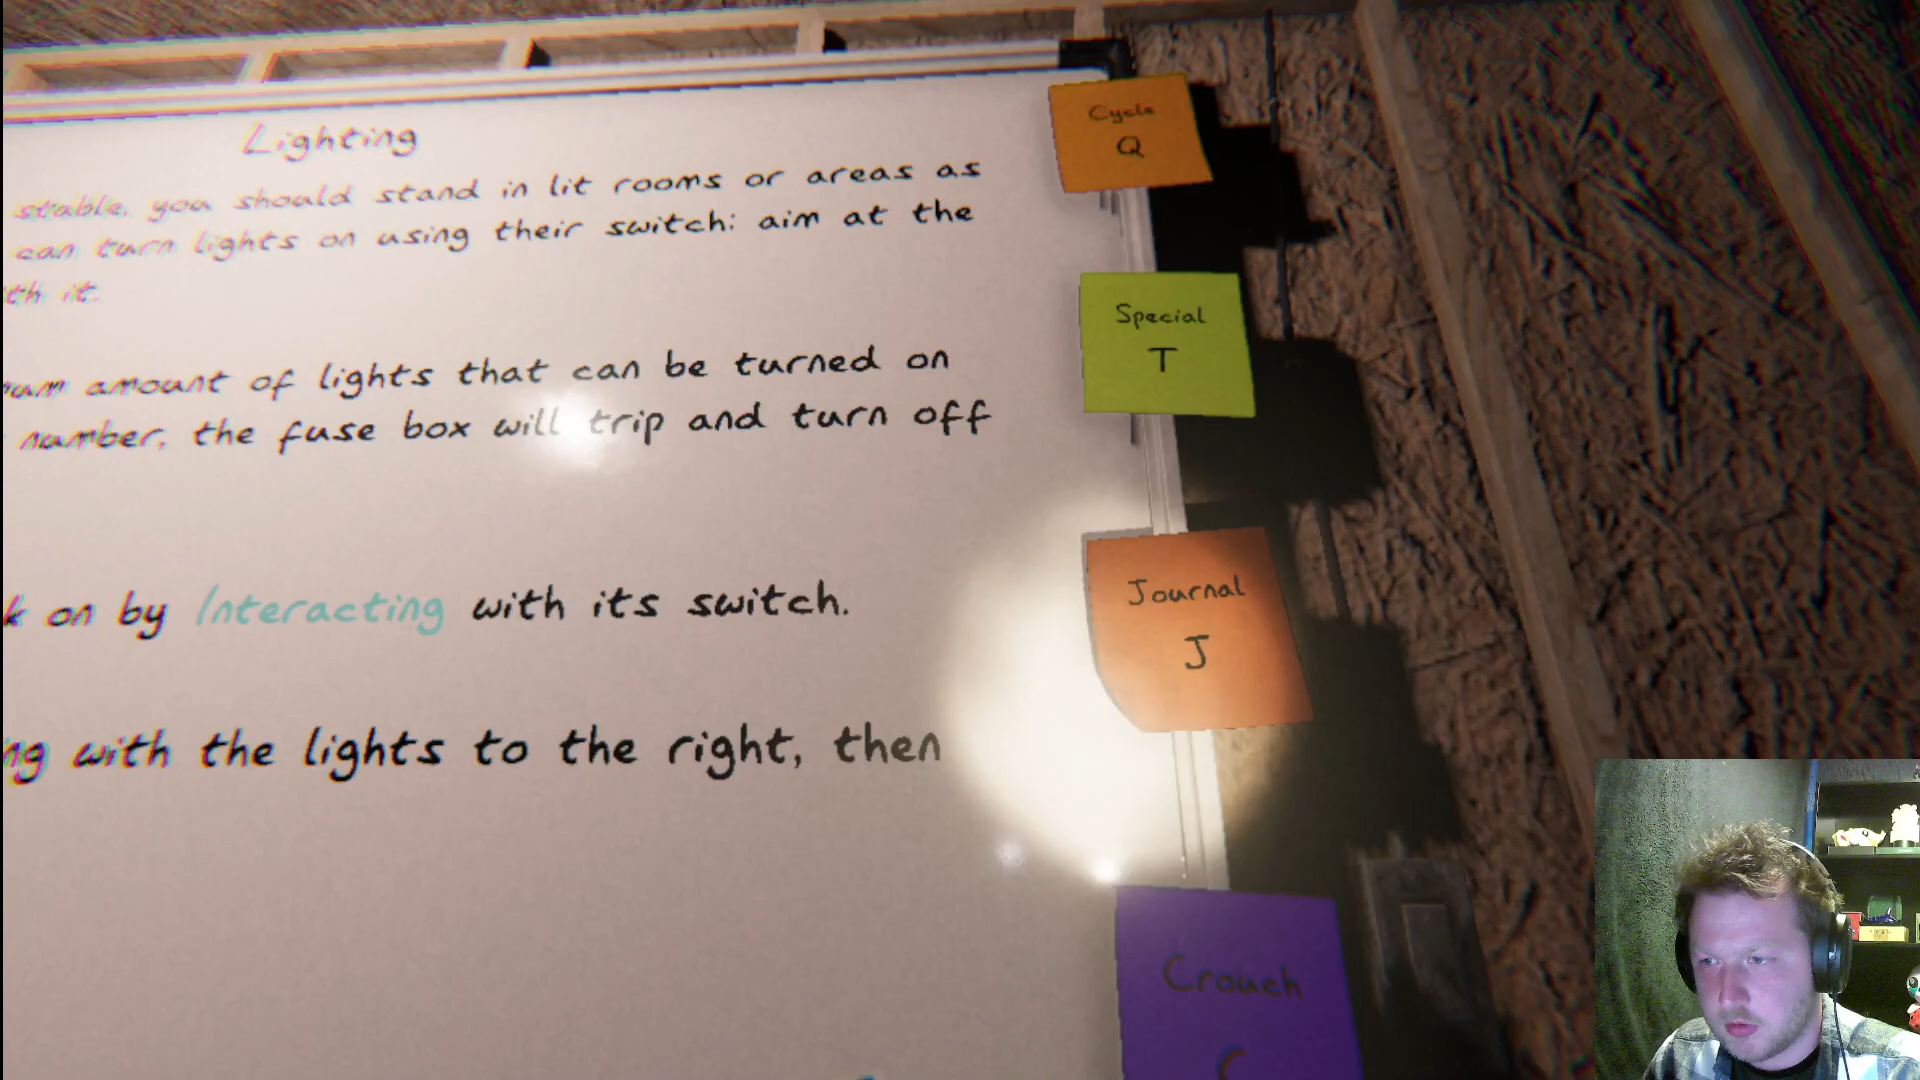 Lighting
stable, you should stand in lit rooms or areas as
can turn lights on using their switch: aim at the
it.
amount of lights that can be turned on
number, the fuse box will trip and turn off
on by Interacting with its switch.
with the lights to the right, then
Cycle
Q
Special
T
Journal
J
Crouch